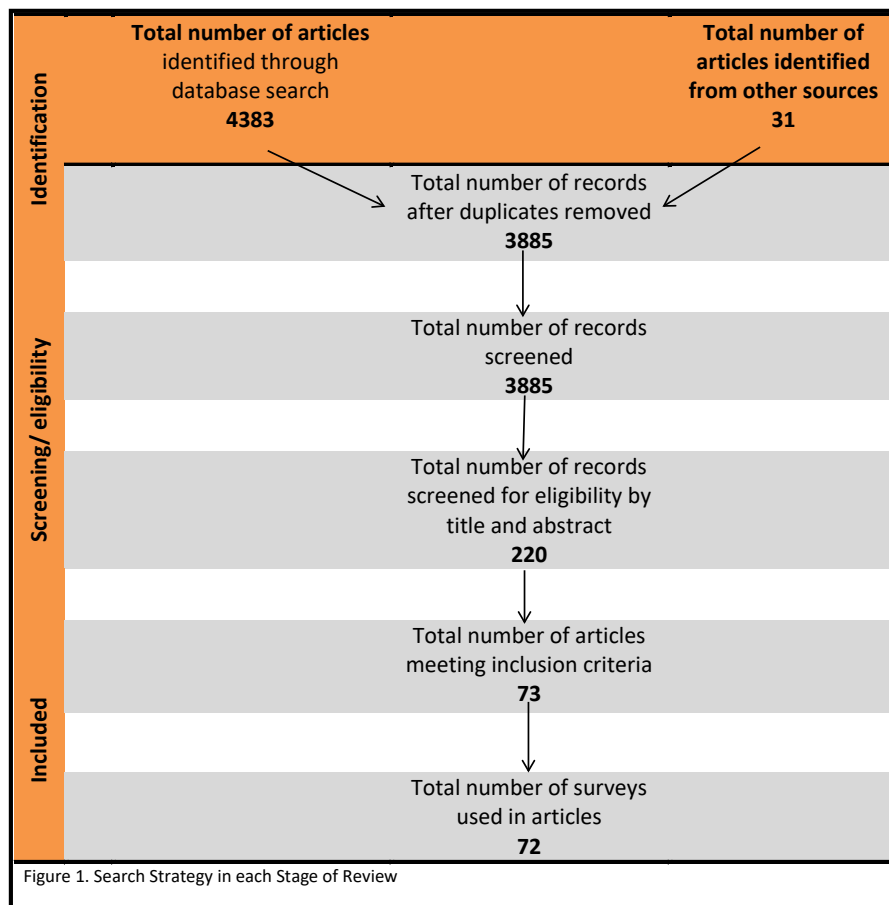 Identification
Total number of articles
identified through
database search
4383
Total number of
articles identified
from other sources
31
Total number of records
after duplicates removed
3885
Screening/ eligibility
Total number of records
screened
3885
Total number of records
screened for eligibility by
title and abstract
220
Included
Total number of articles
meeting inclusion criteria
73
Total number of surveys
used in articles
72
Figure 1. Search Strategy in each Stage of Review